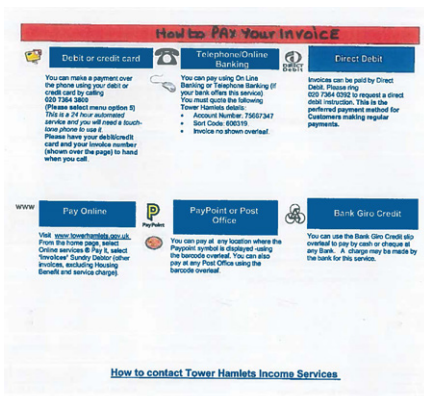 How to PAY Your InvoicE
Debit or credit card
You can make a payment over
the phone using your debit or
credit card by calling
020 7364 3800
(Please select menu option 5)
This is a 24 hour automated
service and you will need a touch-
tone phone to use it.
Please have your debit/credit
card and your invoice number
(shown over the page) to hand
when you call.
Telephone/Online
Banking
You can pay using On Line
Banking or Telephone Banking (if
your bank offers this service)
You must quote the following
Tower Hamlets details:
• Account Number, 75667347
• Sort Code: 600319.
• Invoice no shown overleaf.
DIRECT
Debit
Direct Debit
Invoices can be paid by Direct
Debit. Please ring
020 7364 0392 to request a direct
debit instruction. This is the
preferred payment method for
Customers making regular
payments.
www
Pay Online
Visit www.towerhamlets.gov.uk
From the home page, select
Online services ® Pay it, select
'Invoices' Sundry Debtor (other
invoices, excluding Housing
Benefit and service charge).
PayPoint
PayPoint or Post
Office
You can pay at any location where the
Paypoint symbol is displayed -using
the barcode overleaf. You can also
pay at any Post Office using the
barcode overleaf.
Bank Giro Credit
You can use the Bank Giro Credit slip
overleaf to pay by cash or cheque at
any Bank. A charge may be made by
the bank for this service.
How to contact Tower Hamlets Income Services